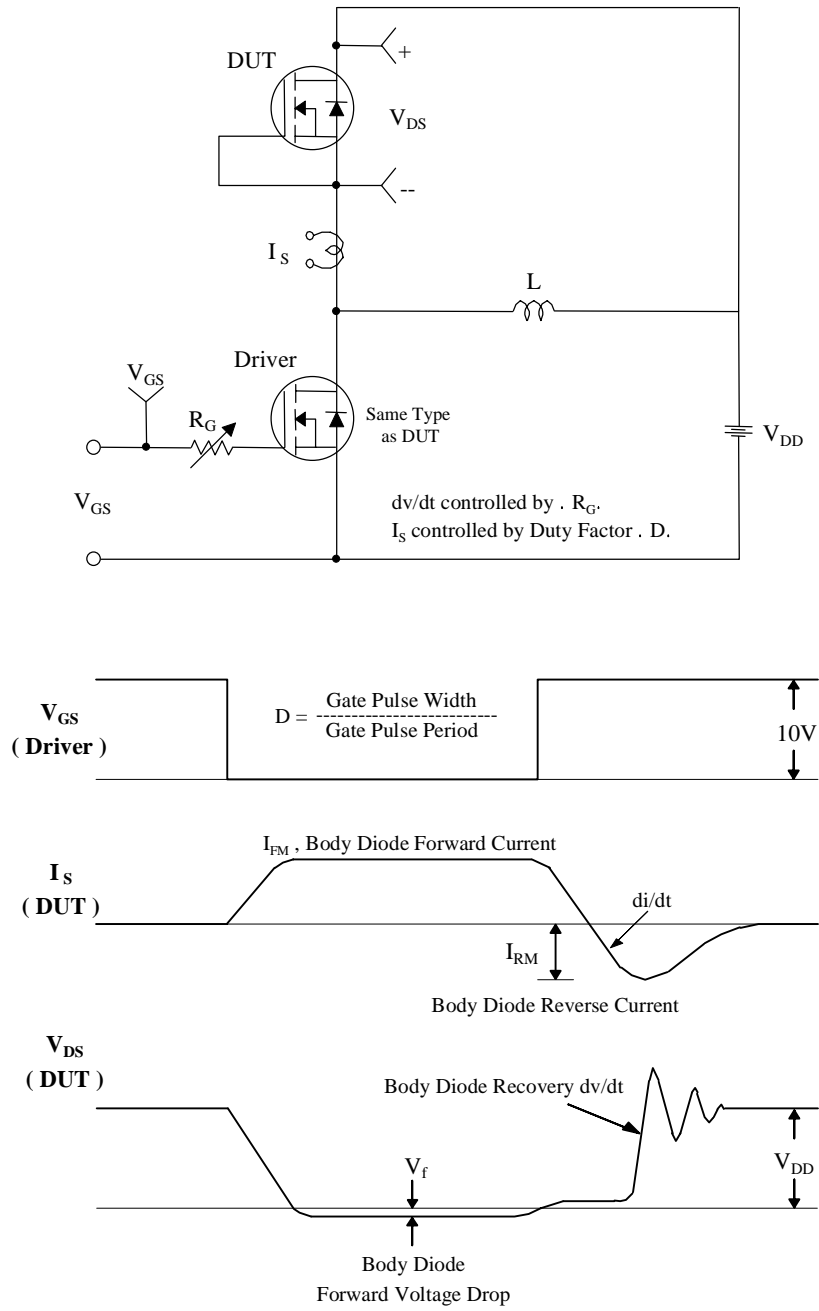 DUT
+
V_DS
--
I_S
L
Driver
V_GS
R_G
Same Type
as DUT
V_DD
V_GS
dv/dt controlled by . R_G.
I_S controlled by Duty Factor . D.
V_GS
( Driver )
D = Gate Pulse Width
--------------------------
Gate Pulse Period
10V
I_FM , Body Diode Forward Current
I_S
( DUT )
di/dt
I_RM
Body Diode Reverse Current
V_DS
( DUT )
Body Diode Recovery dv/dt
V_f
V_DD
Body Diode
Forward Voltage Drop